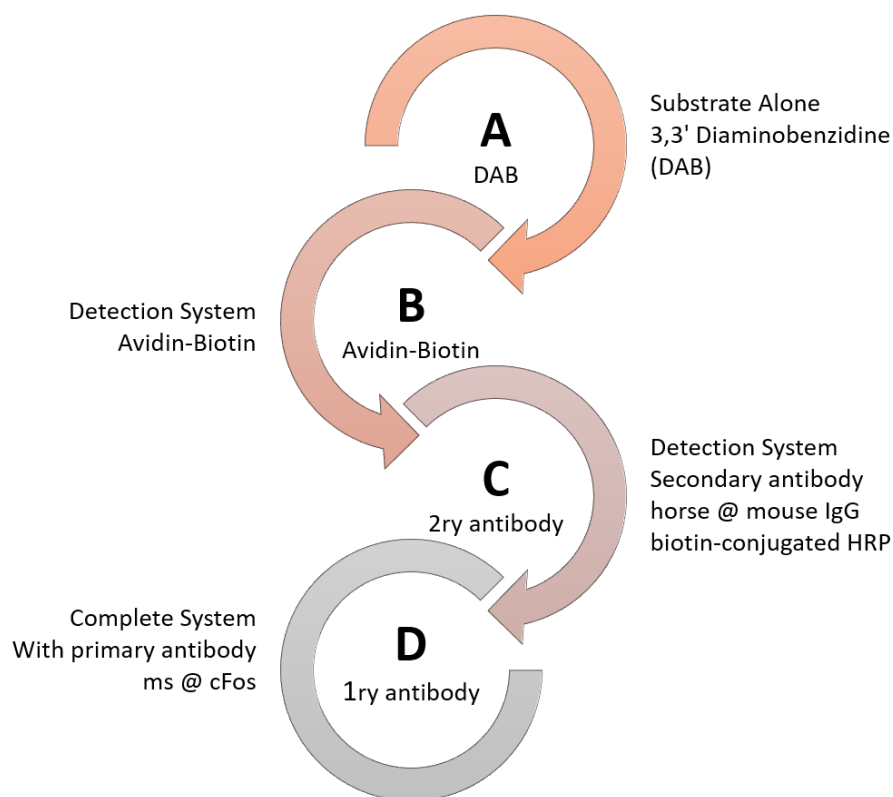 A
DAB
Substrate Alone
3,3' Diaminobenzidine
(DAB)
Detection System
Avidin-Biotin
B
Avidin-Biotin
C
2ry antibody
Detection System
Secondary antibody
horse @ mouse IgG
biotin-conjugated HRP
Complete System
With primary antibody
ms @ cFos
D
1ry antibody